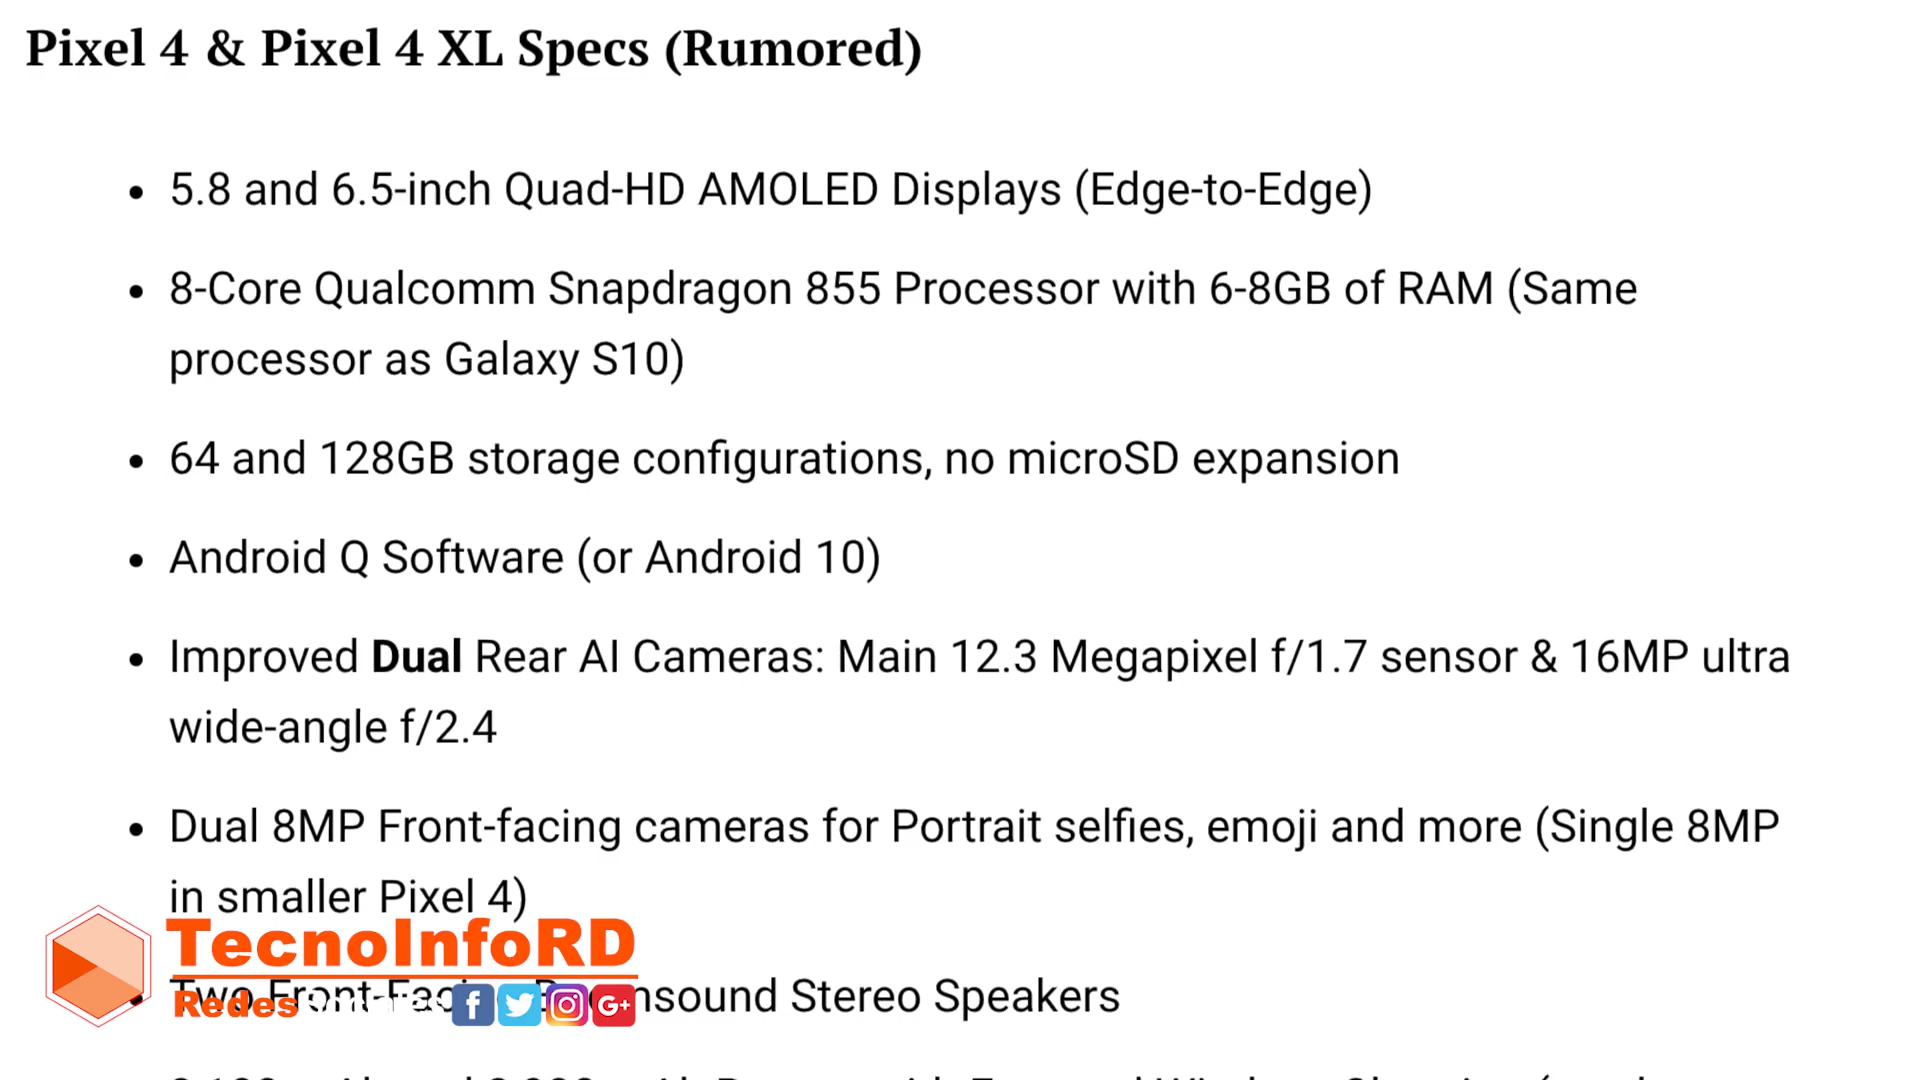 Pixel 4 & Pixel 4 XL Specs (Rumored)
5.8 and 6.5-inch Quad-HD AMOLED Displays (Edge-to-Edge)
8-Core Qualcomm Snapdragon 855 Processor with 6-8GB of RAM (Same
processor as Galaxy S10)
64 and 128GB storage configurations, no microSD expansion
Android Q Software (or Android 10)
Improved Dual Rear AI Cameras: Main 12.3 Megapixel f/1.7 sensor & 16MP ultra
wide-angle f/2.4
Dual 8MP Front-facing cameras for Portrait selfies, emoji and more (Single 8MP
in smaller Pixel 4)
TecnoInfoRD
Two Front Stereo Speakers
Redes Sociales